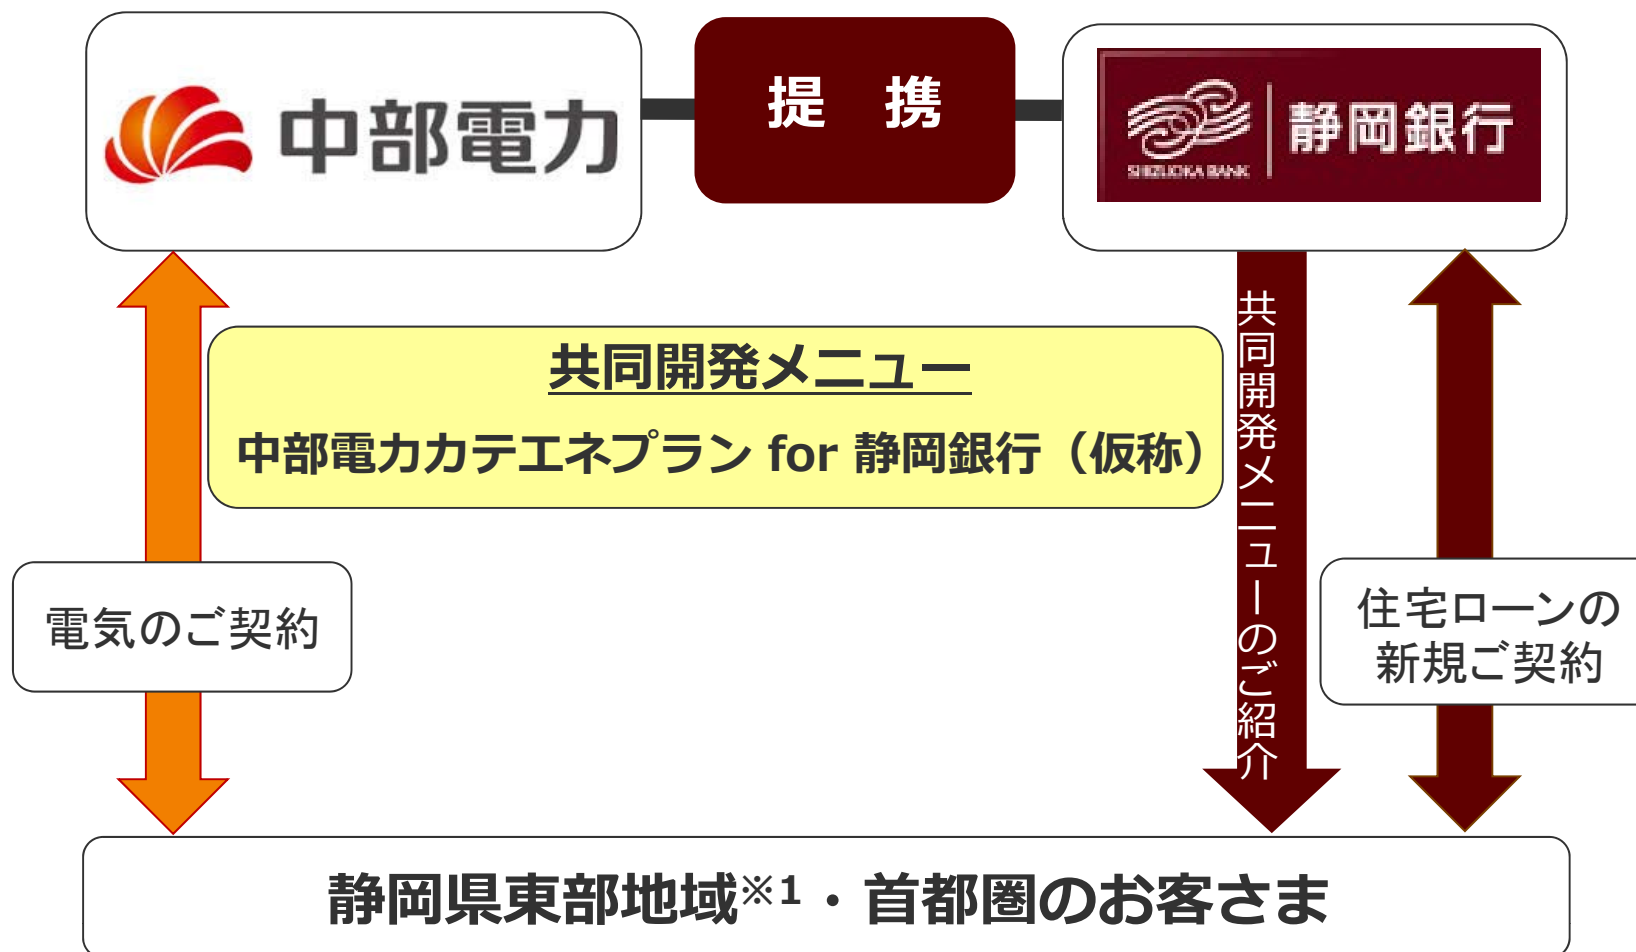 中部電力
提　携
SHIZUOKA BANK
静岡銀行
共同開発メニュー
中部電力カテエネプラン for 静岡銀行（仮称）
共同開発メニューのご紹介
電気のご契約
住宅ローンの
新規ご契約
静岡県東部地域※1・首都圏のお客さま